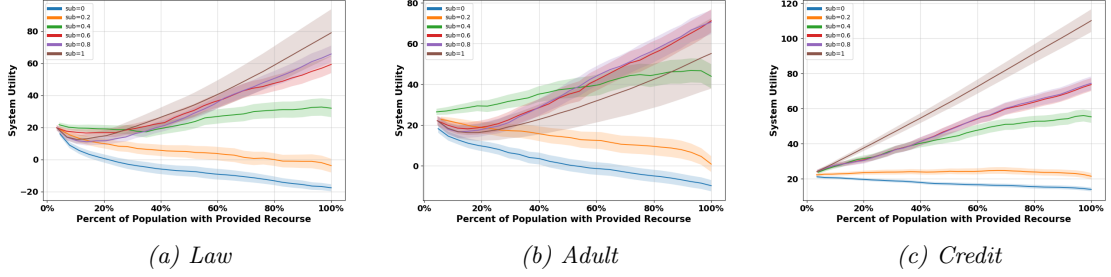 System Utility
80
60
40
20
0
−20
sub=0
sub=0.2
sub=0.4
sub=0.6
sub=0.8
sub=1
0%
20%
40%
60%
80%
100%
Percent of Population with Provided Recourse
(a) Law
System Utility
80
60
40
20
0
sub=0
sub=0.2
sub=0.4
sub=0.6
sub=0.8
sub=1
0%
20%
40%
60%
80%
100%
Percent of Population with Provided Recourse
(b) Adult
System Utility
120
100
80
60
40
20
sub=0
sub=0.2
sub=0.4
sub=0.6
sub=0.8
sub=1
0%
20%
40%
60%
80%
100%
Percent of Population with Provided Recourse
(c) Credit